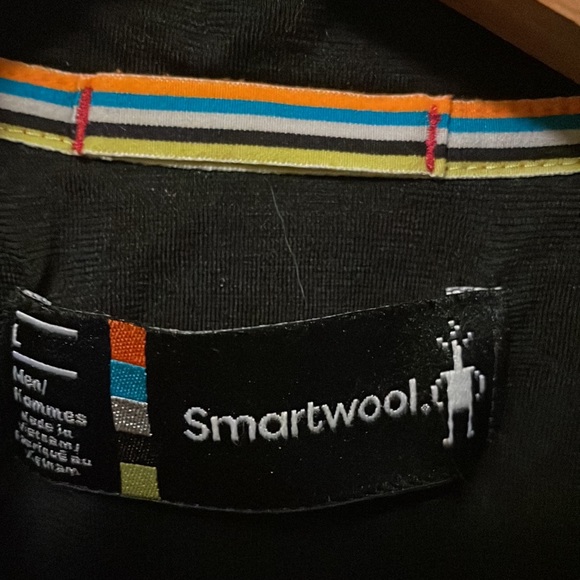 L
Men/
Hommes
Made in
Vietnam /
Fabriqué au
Vietnam
Smartwool.